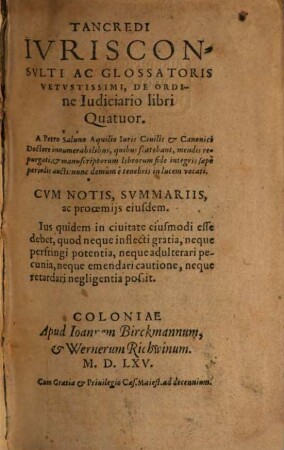 TANCREDI
IVRISCON-
SVLTI AC GLOSSATORIS
VETVSTISSIMI, DE ORDI-
ne Iudiciario libri
Quatuor.
A Petro Saluno Aquilio Iuris Ciuilis & Canonici
Doctore innumerabilibus, quibus scatebant, mendis re-
purgati, & manuscriptorum librorum fide integris sæpe
periodis aucti: nunc demum è tenebris in lucem vocati.
CVM NOTIS, SVMMARIIS,
ac proœmijs eiusdem.
Ius quidem in ciuitate eiusmodi esse
debet, quod neque inflecti gratia, neque
perstingi potentia, neque adulterari pe-
cunia, neque emendari cautione, neque
retardari negligentia possit.
COLONIAE
Apud Ioannem Birckmannum,
& Wernerum Richwinum.
M. D. LXV.
Cum Gratia & Priuilegio Cæs. Maiest. ad decennium.